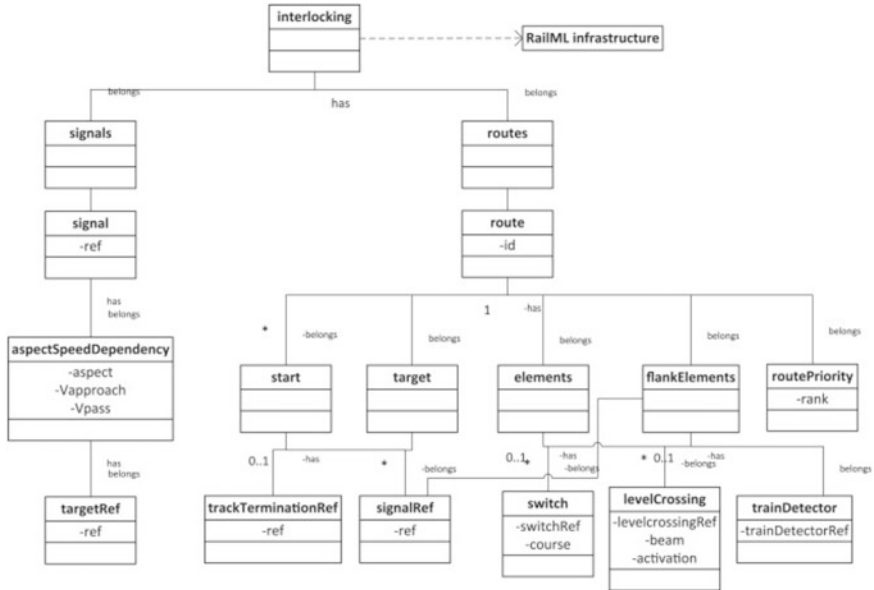 interlocking
RailML infrastructure
belongs
has
belongs
signals
routes
signal
-ref
route
-id
has
belongs
1
-has
*
-belongs
belongs
belongs
belongs
belongs
aspectSpeedDependency
-aspect
-Vapproach
-Vpass
start
target
elements
flankElements
routePriority
-rank
has
belongs
0..1
-has
*
-belongs
0..1
*
-has
-belongs
*
0..1
-has
-belongs
belongs
targetRef
-ref
trackTerminationRef
-ref
signalRef
-ref
switch
-switchRef
-course
levelCrossing
-levelcrossingRef
-beam
-activation
trainDetector
-trainDetectorRef